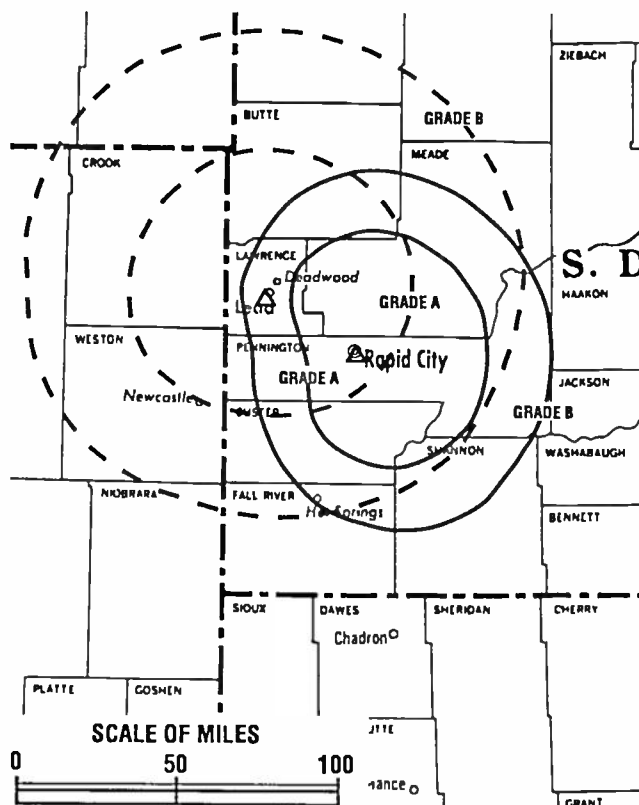 ZIEBACH
BUTTE
GRADE B
MEADE
CROOK
LAWRENCE
Deadwood
S. D
Lead
HAAKON
GRADE A
WESTON
PENNINGTON
Rapid City
GRADE A
JACKSON
Newcastle
CUSTER
GRADE B
SHANNON
WASHABAUGH
NIOBRARA
FALL RIVER
Hot Springs
BENNETT
SIOUX
DAWES
SHERIDAN
CHERRY
Chadron
PLATTE
GOSHEN
SCALE OF MILES
0 50 100
GRANT